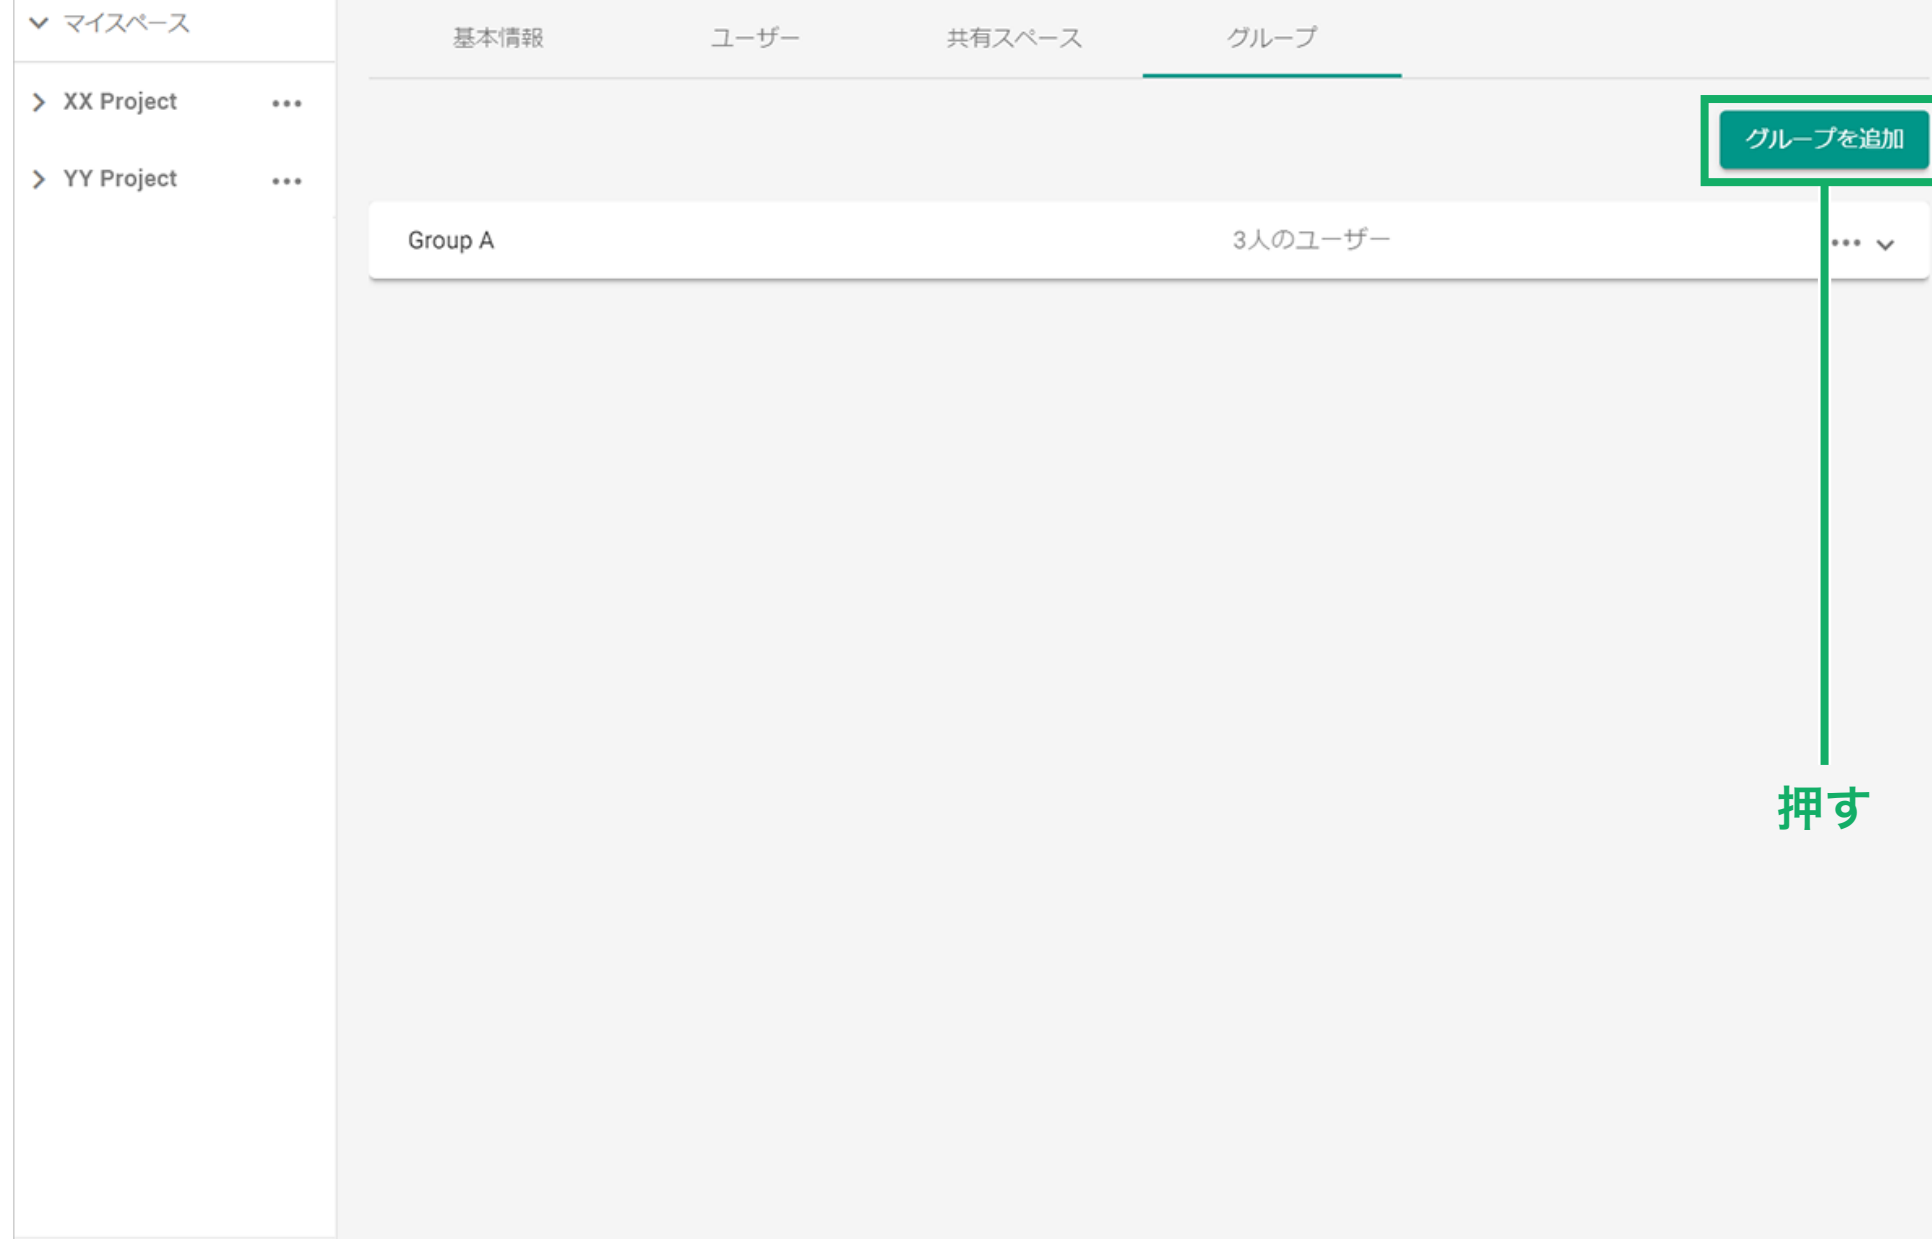 マイスペース
XX Project
YY Project
基本情報 ユーザー 共有スペース グループ
グループを追加
Group A 3人のユーザー
押す